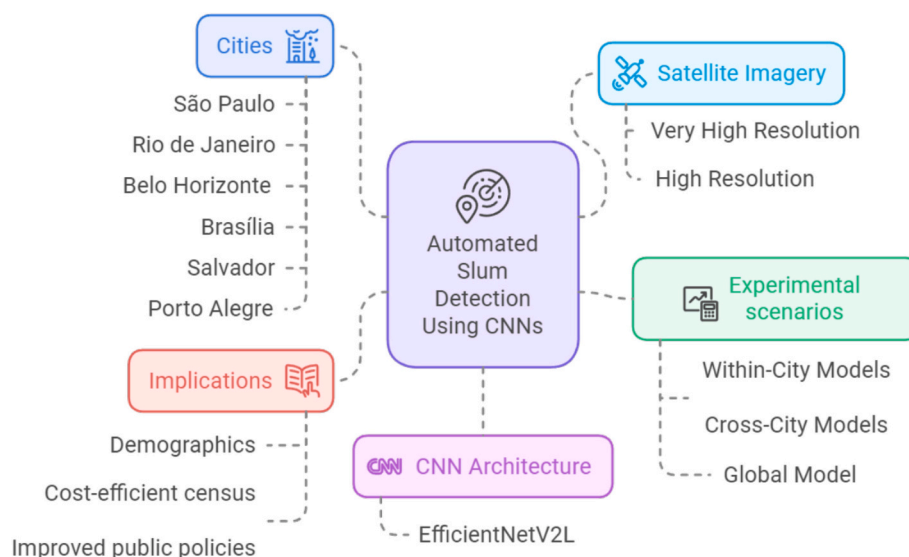 Cities
São Paulo
Rio de Janeiro
Belo Horizonte
Brasília
Salvador
Porto Alegre
Implications
Demographics
Cost-efficient census
Improved public policies
Automated
Slum
Detection
Using CNNs
CNN
CNN Architecture
EfficientNetV2L
Satellite Imagery
Very High Resolution
High Resolution
Experimental
scenarios
Within-City Models
Cross-City Models
Global Model